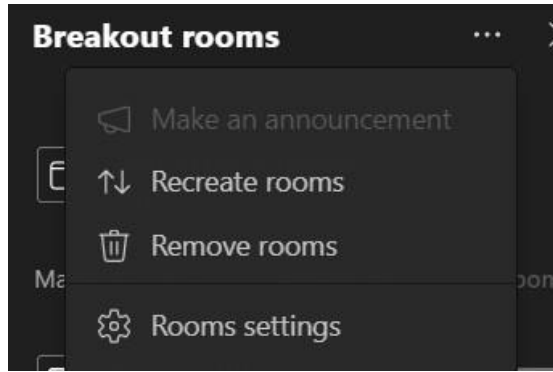 Breakout rooms
Make an announcement
Recreate rooms
Remove rooms
Rooms settings